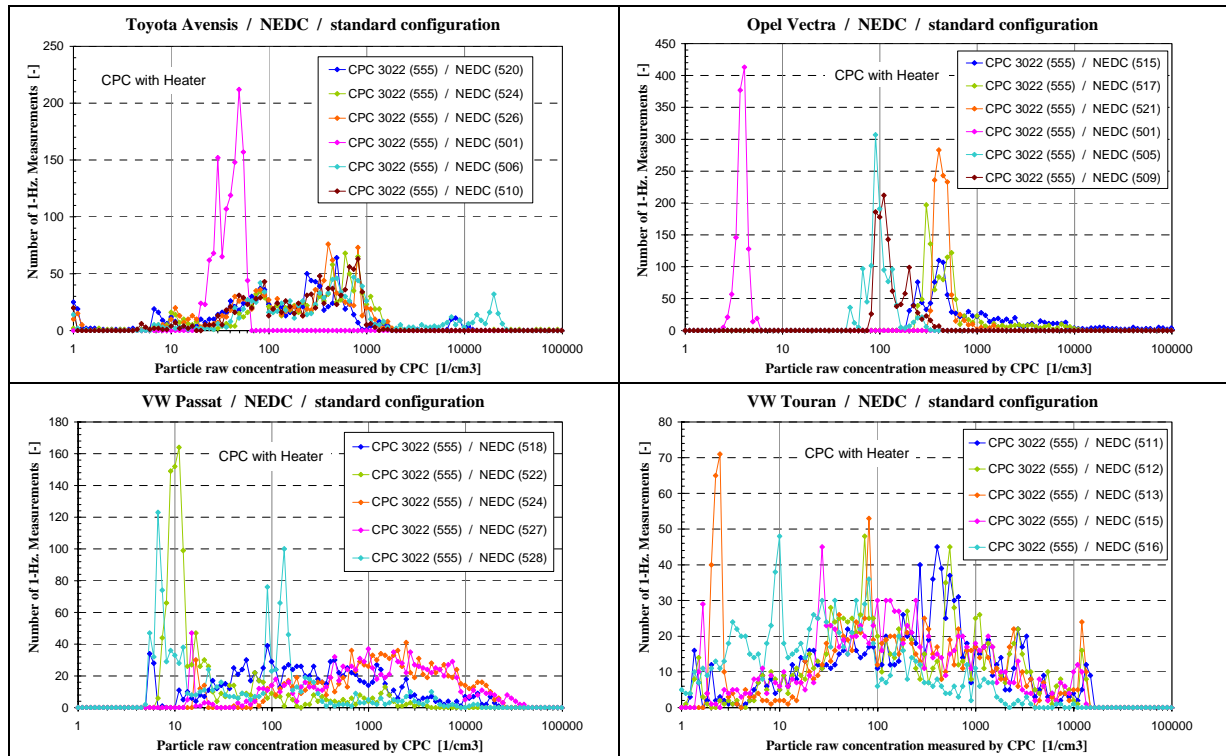 Toyota Avensis / NEDC / standard configuration
250
200
150
100
50
0
Number of 1-Hz. Measurements [-]
CPC with Heater
CPC 3022 (555) / NEDC (520)
CPC 3022 (555) / NEDC (524)
CPC 3022 (555) / NEDC (526)
CPC 3022 (555) / NEDC (501)
CPC 3022 (555) / NEDC (506)
CPC 3022 (555) / NEDC (510)
1 10 100 1000 10000 100000
Particle raw concentration measured by CPC [1/cm3]
Opel Vectra / NEDC / standard configuration
450
400
350
300
250
200
150
100
50
0
Number of 1-Hz. Measurements [-]
CPC with Heater
CPC 3022 (555) / NEDC (515)
CPC 3022 (555) / NEDC (517)
CPC 3022 (555) / NEDC (521)
CPC 3022 (555) / NEDC (501)
CPC 3022 (555) / NEDC (505)
CPC 3022 (555) / NEDC (509)
1 10 100 1000 10000 100000
Particle raw concentration measured by CPC [1/cm3]
VW Passat / NEDC / standard configuration
180
160
140
120
100
80
60
40
20
0
Number of 1-Hz. Measurements [-]
CPC with Heater
CPC 3022 (555) / NEDC (518)
CPC 3022 (555) / NEDC (522)
CPC 3022 (555) / NEDC (524)
CPC 3022 (555) / NEDC (527)
CPC 3022 (555) / NEDC (528)
1 10 100 1000 10000 100000
Particle raw concentration measured by CPC [1/cm3]
VW Touran / NEDC / standard configuration
80
70
60
50
40
30
20
10
0
Number of 1-Hz. Measurements [-]
CPC with Heater
CPC 3022 (555) / NEDC (511)
CPC 3022 (555) / NEDC (512)
CPC 3022 (555) / NEDC (513)
CPC 3022 (555) / NEDC (515)
CPC 3022 (555) / NEDC (516)
1 10 100 1000 10000 100000
Particle raw concentration measured by CPC [1/cm3]